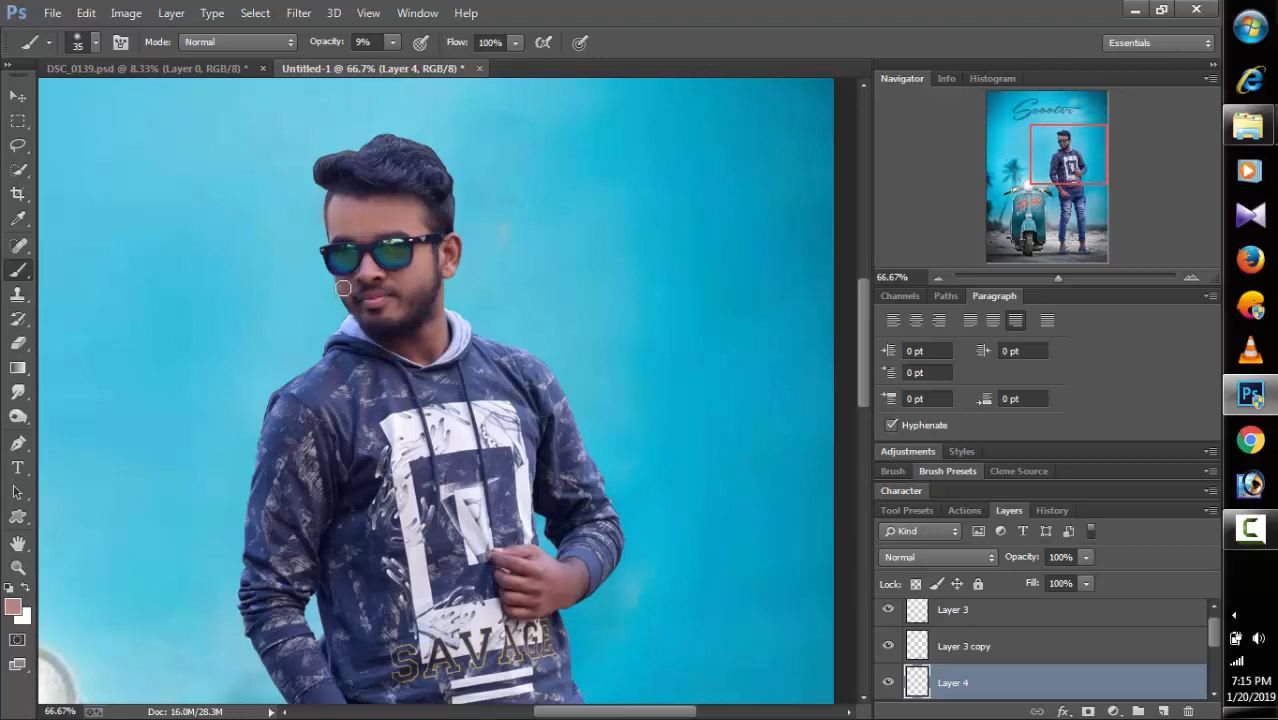 Ps File Edit Image Layer Type Select Filter 3D View Window Help
35 Mode: Normal Opacity: 9% Flow: 100% Essentials
DSC_0139.psd @ 8.33% (Layer 0, RGB/8) * × Untitled-1 @ 66.7% (Layer 4, RGB/8) * ×
Navigator Info Histogram
Scooter
66.67%
Channels Paths Paragraph
0 pt 0 pt
0 pt
0 pt 0 pt
Hyphenate
Adjustments Styles
Brush Brush Presets Clone Source
Character
Tool Presets Actions Layers History
Kind
Normal Opacity: 100%
Lock: Fill: 100%
Layer 3
Layer 3 copy
Layer 4
SAVAGE
66.67% Doc: 16.0M/28.3M
7:15 PM
1/20/2019